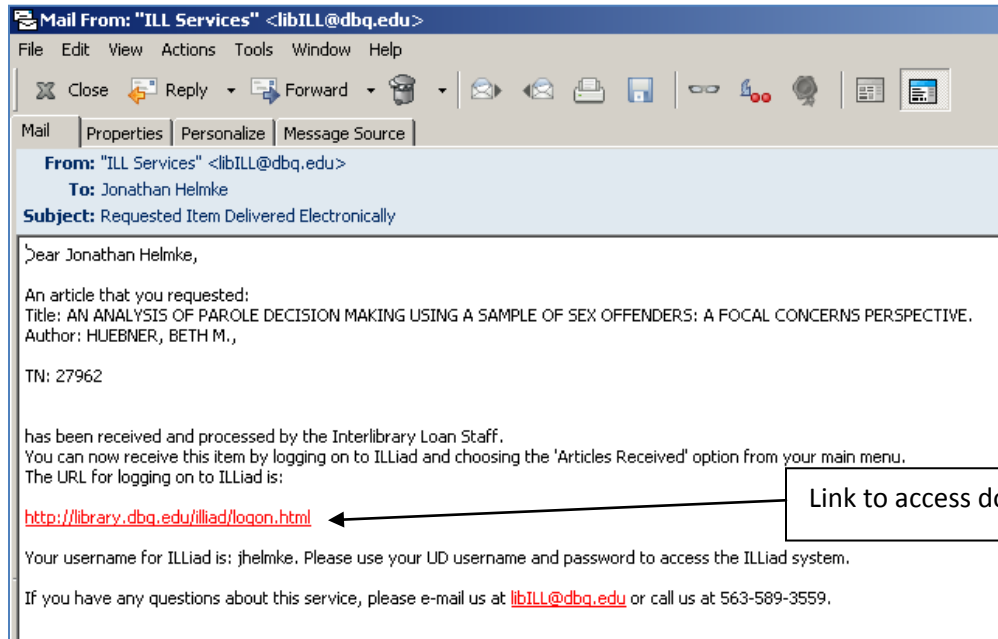 Mail From: "ILL Services" <libILL@dbq.edu>
File Edit View Actions Tools Window Help
Close Reply Forward
Mail Properties Personalize Message Source
From: "ILL Services" <libILL@dbq.edu>
To: Jonathan Helmke
Subject: Requested Item Delivered Electronically
Dear Jonathan Helmke,
An article that you requested:
Title: AN ANALYSIS OF PAROLE DECISION MAKING USING A SAMPLE OF SEX OFFENDERS: A FOCAL CONCERNS PERSPECTIVE.
Author: HUEBNER, BETH M.,
TN: 27962
has been received and processed by the Interlibrary Loan Staff.
You can now receive this item by logging on to ILLiad and choosing the 'Articles Received' option from your main menu.
The URL for logging on to ILLiad is:
Link to access do
http://library.dbq.edu/illiad/logon.html
Your username for ILLiad is: jhelmke. Please use your UD username and password to access the ILLiad system.
If you have any questions about this service, please e-mail us at libILL@dbq.edu or call us at 563-589-3559.